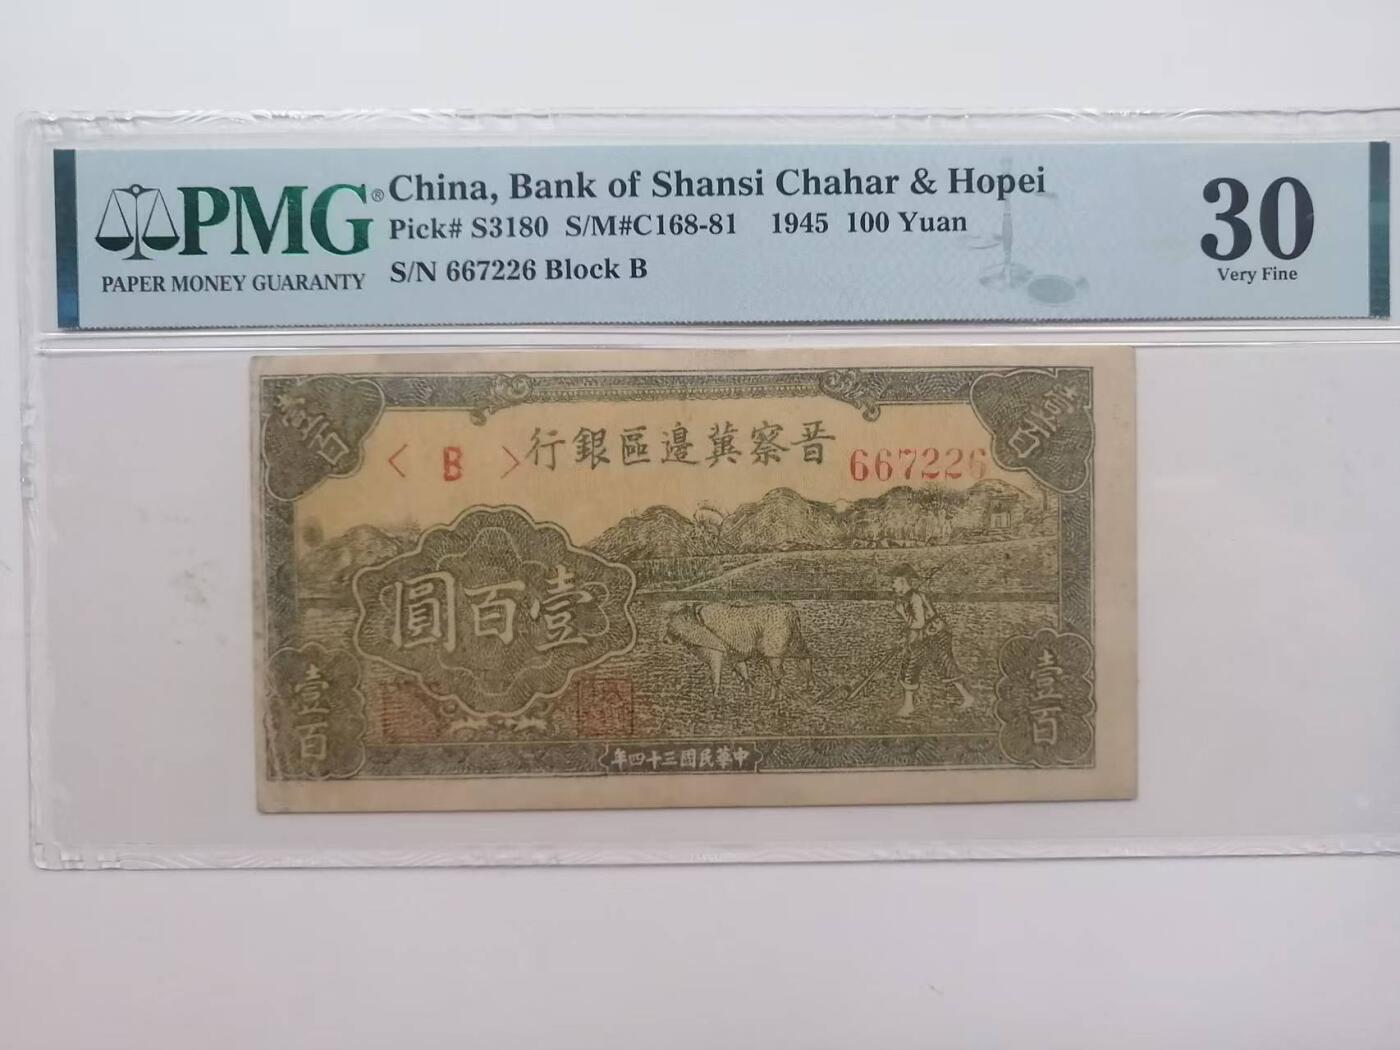 PMG®
PAPER MONEY GUARANTY
China, Bank of Shansi Chahar & Hopei
Pick# S3180 S/M#C168-81 1945 100 Yuan
S/N 667226 Block B
30
Very Fine
壹百
壹百
行銀區邊冀察晋
< B >
667226
圓百壹
壹百
壹百
年四十三國民華中